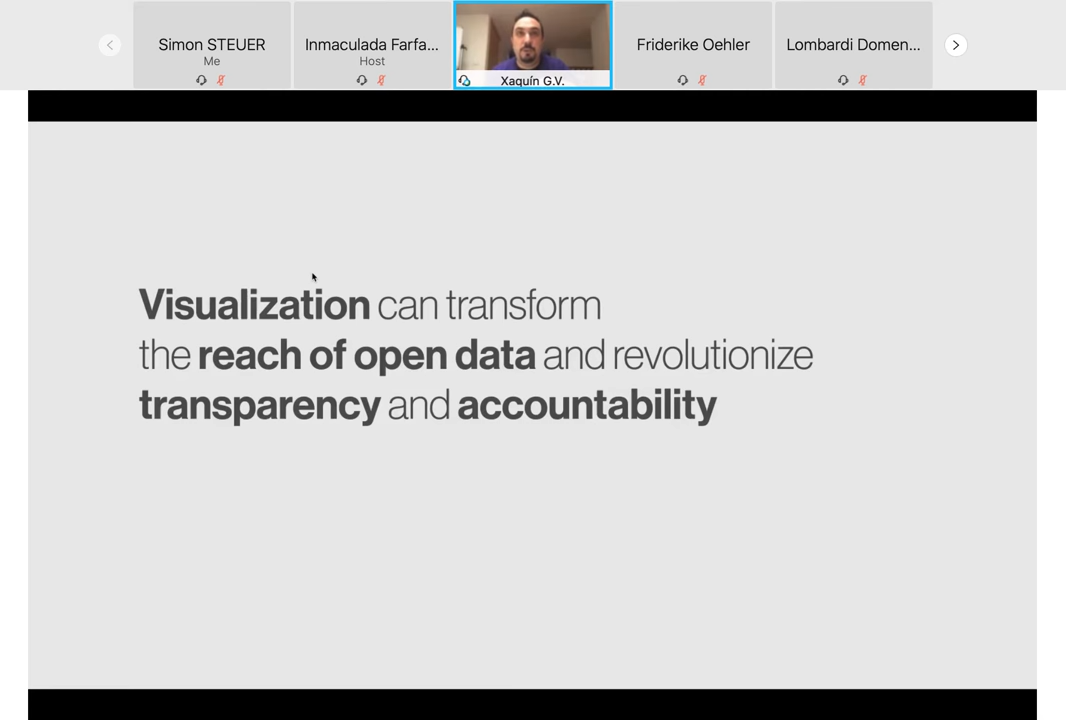 Simon STEUER
Me
Inmaculada Farfa...
Host
Xaquín G.V.
Friderike Oehler
Lombardi Domen...
Visualization can transform
the reach of open data and revolutionize
transparency and accountability